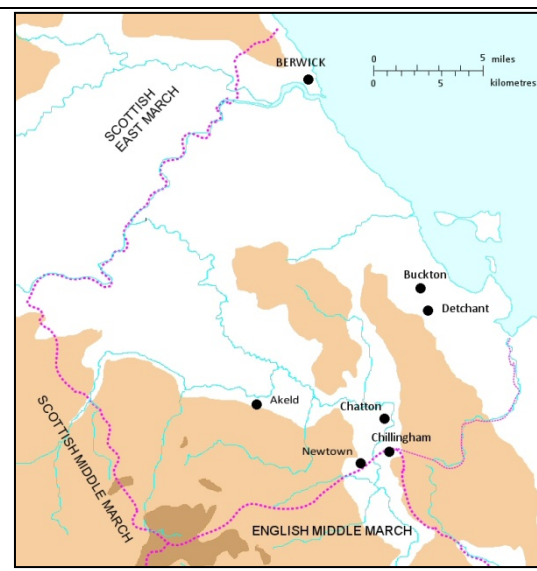 BERWICK
0 5 miles
0 5 kilometres
SCOTTISH
EAST MARCH
Buckton
Detchant
Akeld
Chatton
Chillingham
Newtown
SCOTTISH MIDDLE MARCH
ENGLISH MIDDLE MARCH